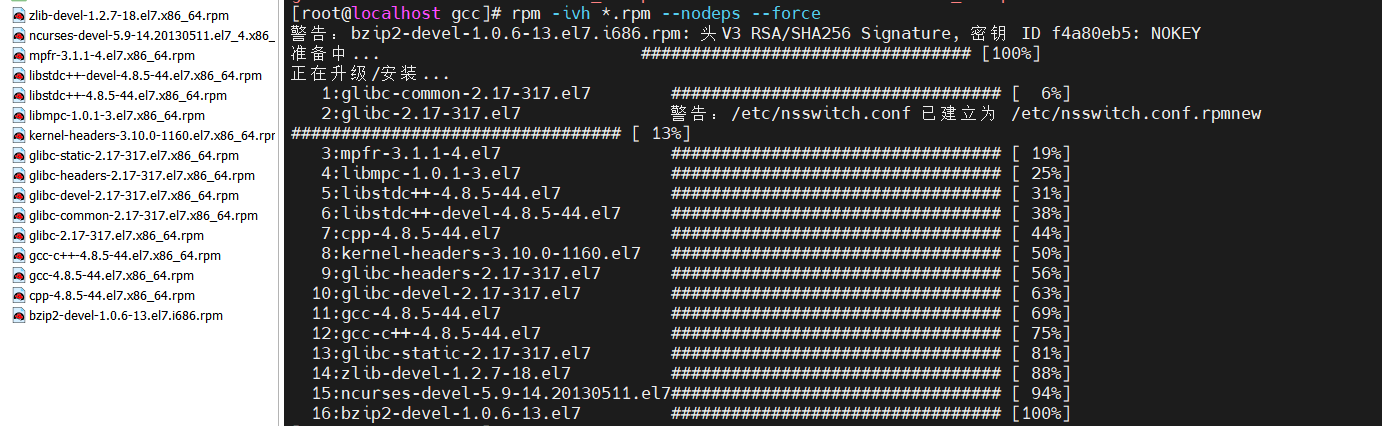 zlib-devel-1.2.7-18.el7.x86_64.rpm
ncurses-devel-5.9-14.20130511.el7_4.x86_
mpfr-3.1.1-4.el7.x86_64.rpm
libstdc++-devel-4.8.5-44.el7.x86_64.rpm
libstdc++-4.8.5-44.el7.x86_64.rpm
libmpc-1.0.1-3.el7.x86_64.rpm
kernel-headers-3.10.0-1160.el7.x86_64.rpr
glibc-static-2.17-317.el7.x86_64.rpm
glibc-headers-2.17-317.el7.x86_64.rpm
glibc-devel-2.17-317.el7.x86_64.rpm
glibc-common-2.17-317.el7.x86_64.rpm
glibc-2.17-317.el7.x86_64.rpm
gcc-c++-4.8.5-44.el7.x86_64.rpm
gcc-4.8.5-44.el7.x86_64.rpm
cpp-4.8.5-44.el7.x86_64.rpm
bzip2-devel-1.0.6-13.el7.i686.rpm
[root@localhost gcc]# rpm -ivh *.rpm --nodeps --force
警告：bzip2-devel-1.0.6-13.el7.i686.rpm: 头V3 RSA/SHA256 Signature, 密钥 ID f4a80eb5: NOKEY
准备中... ################################# [100%]
正在升级/安装...
1:glibc-common-2.17-317.el7 ################################# [ 6%]
2:glibc-2.17-317.el7 警告：/etc/nsswitch.conf 已建立为 /etc/nsswitch.conf.rpmnew
################################# [ 13%]
3:mpfr-3.1.1-4.el7 ################################# [ 19%]
4:libmpc-1.0.1-3.el7 ################################# [ 25%]
5:libstdc++-4.8.5-44.el7 ################################# [ 31%]
6:libstdc++-devel-4.8.5-44.el7 ################################# [ 38%]
7:cpp-4.8.5-44.el7 ################################# [ 44%]
8:kernel-headers-3.10.0-1160.el7 ################################# [ 50%]
9:glibc-headers-2.17-317.el7 ################################# [ 56%]
10:glibc-devel-2.17-317.el7 ################################# [ 63%]
11:gcc-4.8.5-44.el7 ################################# [ 69%]
12:gcc-c++-4.8.5-44.el7 ################################# [ 75%]
13:glibc-static-2.17-317.el7 ################################# [ 81%]
14:zlib-devel-1.2.7-18.el7 ################################# [ 88%]
15:ncurses-devel-5.9-14.20130511.el7################################# [ 94%]
16:bzip2-devel-1.0.6-13.el7 ################################# [100%]